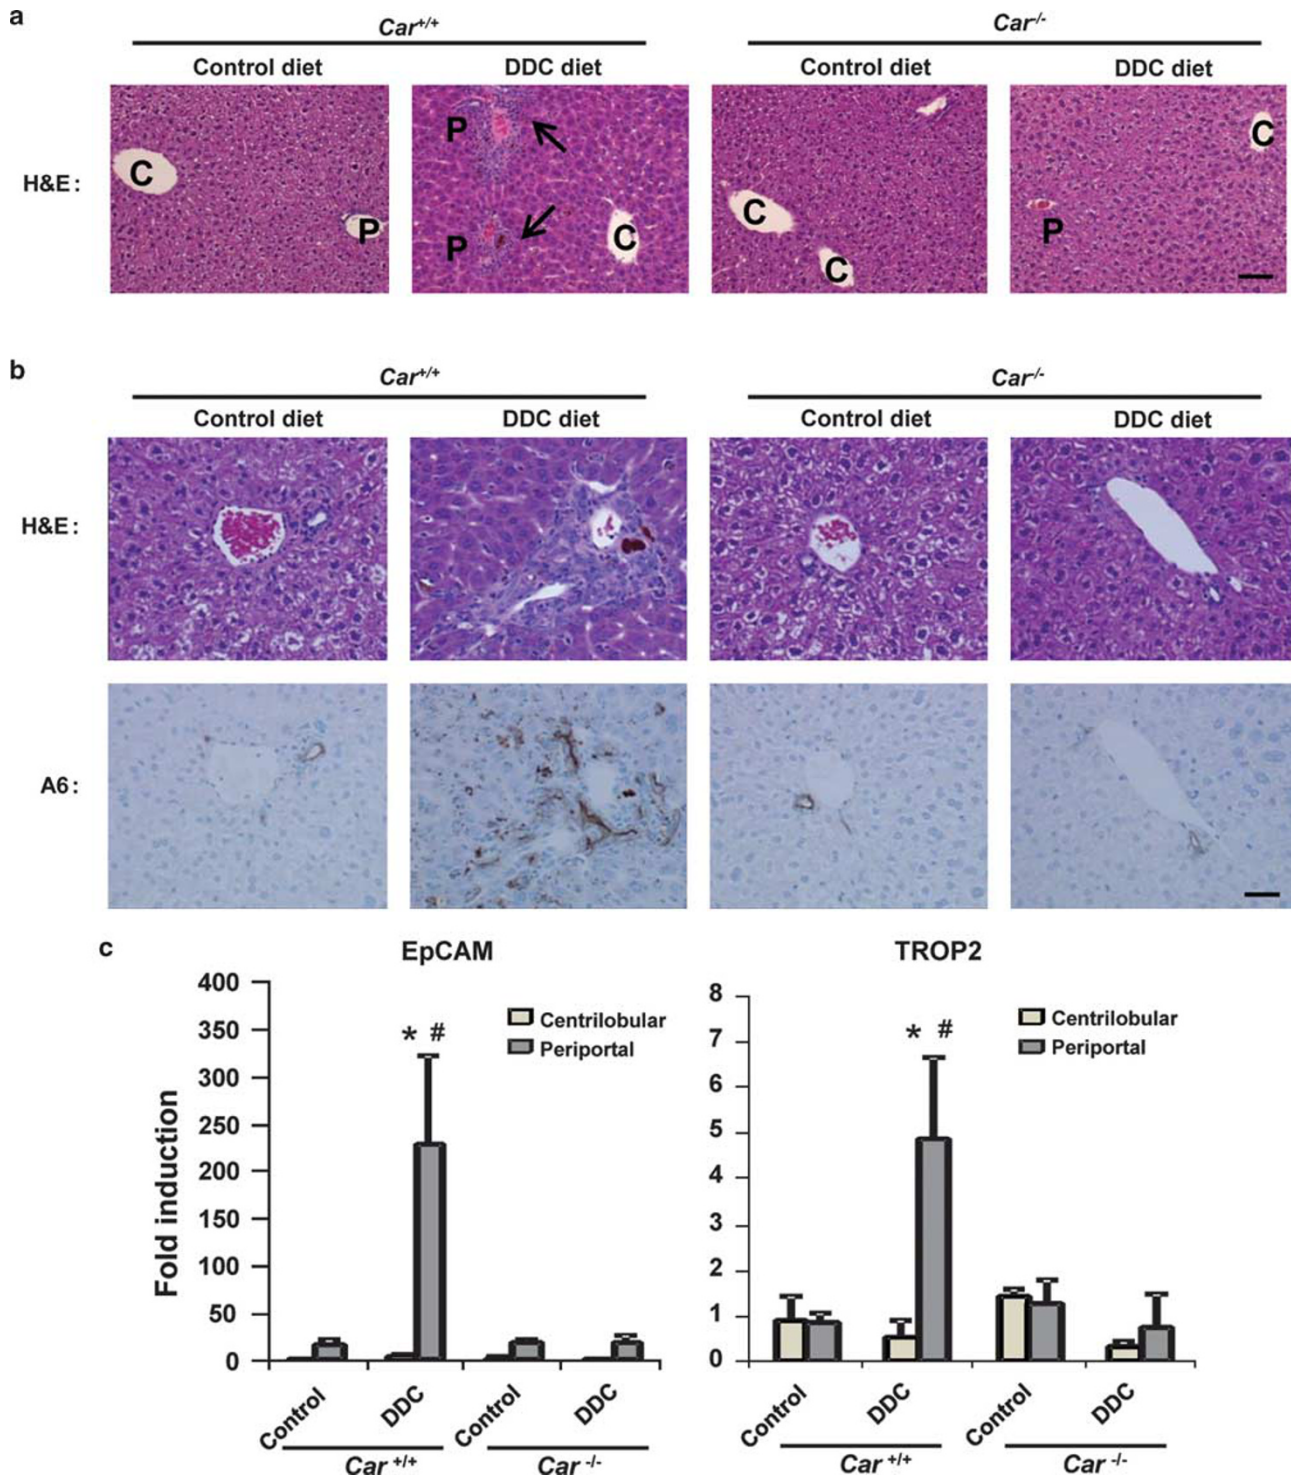 a
Car+/+ Car-/-
Control diet DDC diet Control diet DDC diet
H&E:
C P P P C C C C P
b
Car+/+ Car-/-
Control diet DDC diet Control diet DDC diet
H&E:
A6:
c
EpCAM
Fold induction
400
350
300
250
200
150
100
50
0
* #
Centrilobular
Periportal
Control DDC Control DDC
Car +/+ Car -/-
TROP2
8
7
6
5
4
3
2
1
0
* #
Centrilobular
Periportal
Control DDC Control DDC
Car +/+ Car -/-